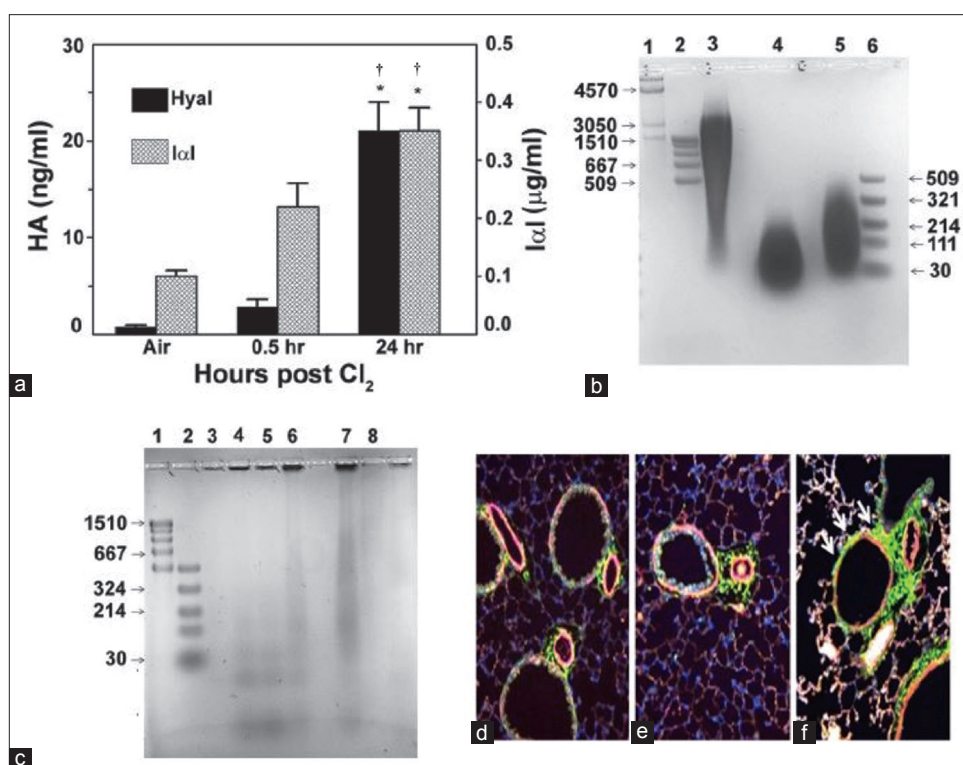 30
20
10
0
HA (ng/ml)
Hyal
IαI
†
*
†
*
0.5
0.4
0.3
0.2
0.1
0.0
IαI (μg/ml)
Air 0.5 hr 24 hr
Hours post Cl₂
a
1 2 3 4 5 6
4570
3050
1510
667
509
509
321
214
111
30
b
1 2 3 4 5 6 7 8
1510
667
324
214
30
c
d
e
f